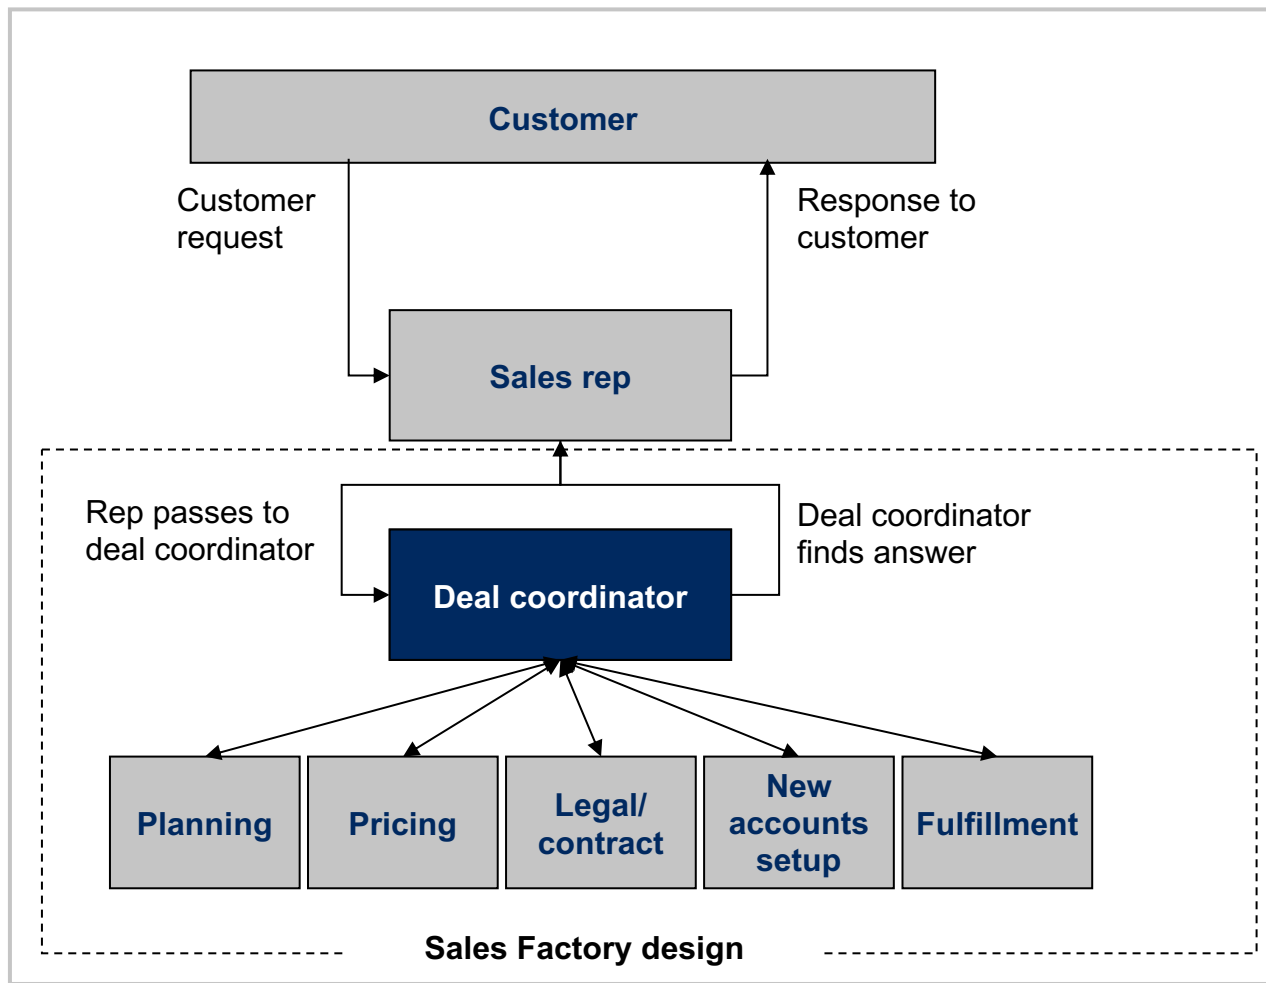 Customer
Customer
request
Response to
customer
Sales rep
Rep passes to
deal coordinator
Deal coordinator
finds answer
Deal coordinator
Planning
Pricing
Legal/
contract
New
accounts
setup
Fulfillment
Sales Factory design